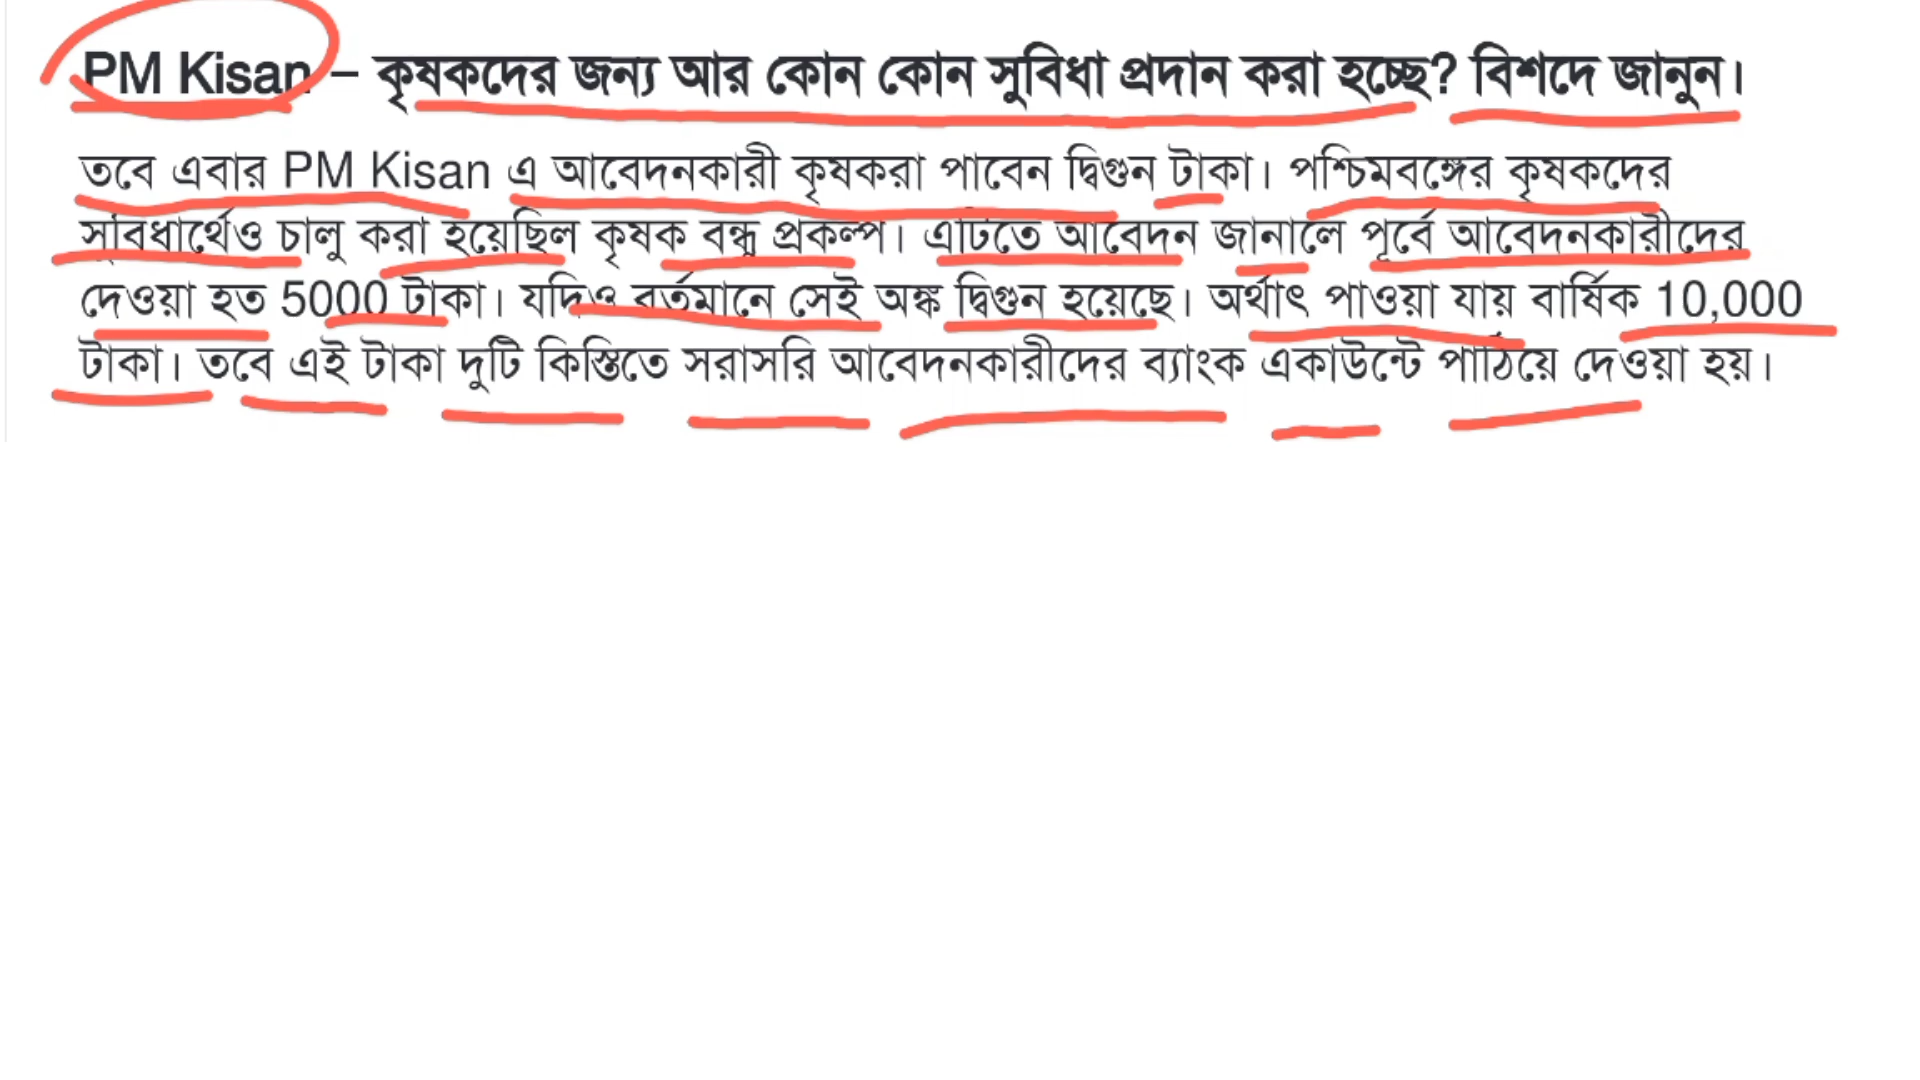 PM Kisan – কৃষকদের জন্য আর কোন কোন সুবিধা প্রদান করা হচ্ছে? বিশদে জানুন।
তবে এবার PM Kisan এ আবেদনকারী কৃষকরা পাবেন দ্বিগুন টাকা। পশ্চিমবঙ্গের কৃষকদের
সুবিধার্থেও চালু করা হয়েছিল কৃষক বন্ধু প্রকল্প। এটিতে আবেদন জানালে পূর্বে আবেদনকারীদের
দেওয়া হত 5000 টাকা। যদিও বর্তমানে সেই অঙ্ক দ্বিগুন হয়েছে। অর্থাৎ পাওয়া যায় বার্ষিক 10,000
টাকা। তবে এই টাকা দুটি কিস্তিতে সরাসরি আবেদনকারীদের ব্যাংক একাউন্টে পাঠিয়ে দেওয়া হয়।